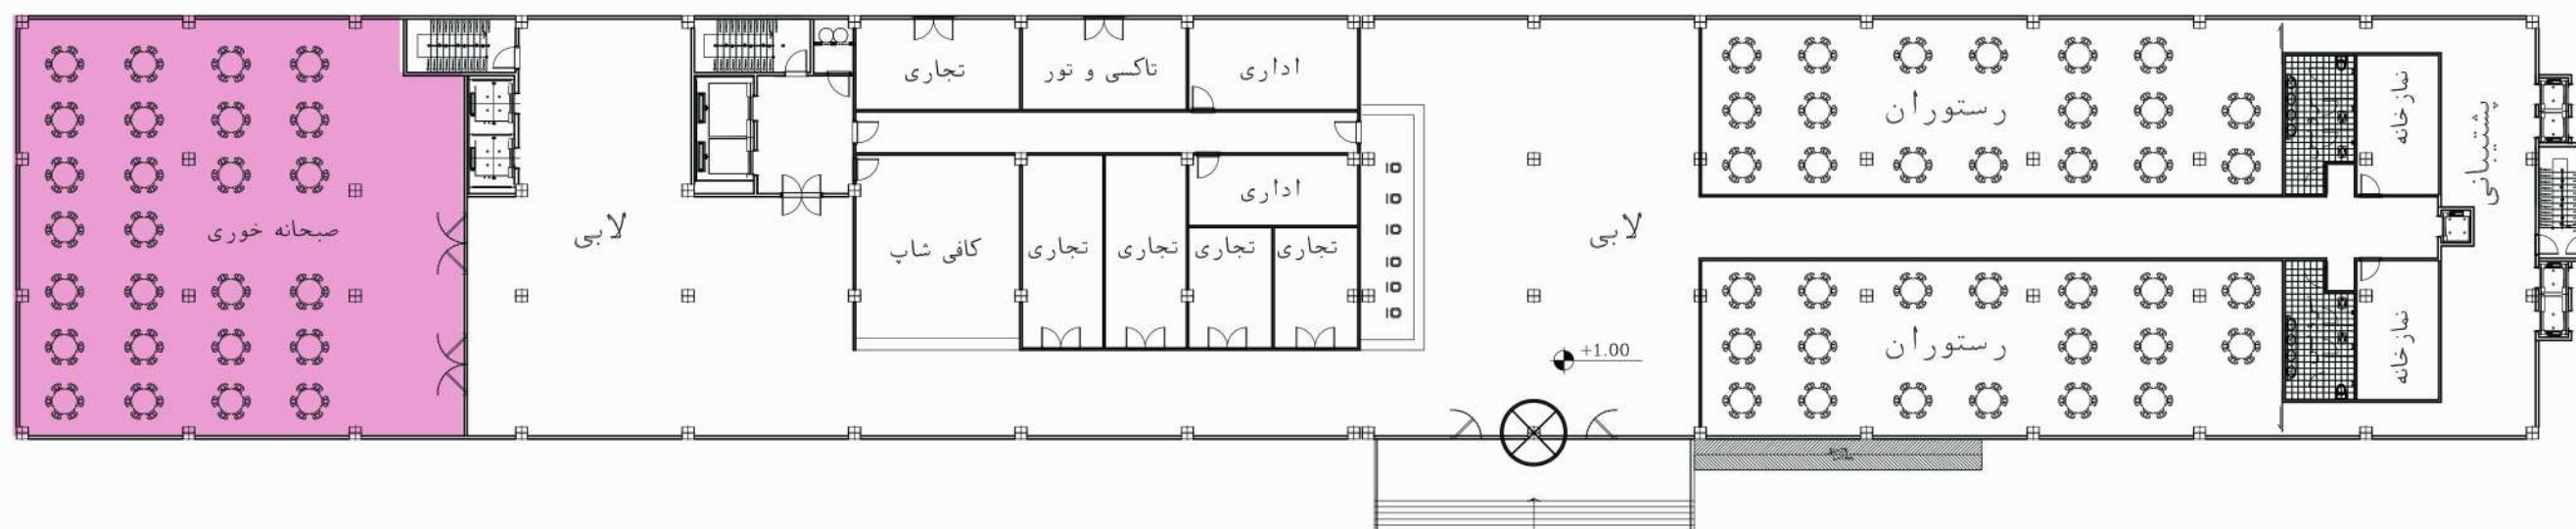 تجاری
تاکسی و تور
اداری
رستوران
نمازخانه
پشتیبانی
اداری
صبحانه خوری
لابی
کافی شاپ
تجاری
تجاری
تجاری
تجاری
لابی
+1.00
رستوران
نمازخانه